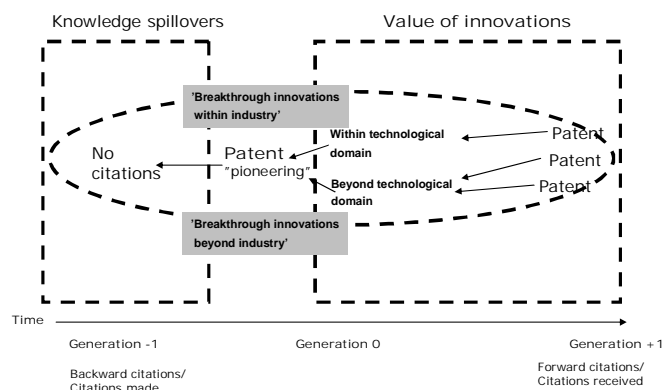 Knowledge spillovers
Value of innovations
'Breakthrough innovations
within industry'
Within technological
domain
Patent
No
citations
Patent
"pioneering"
Patent
Beyond technological
domain
Patent
'Breakthrough innovations
beyond industry'
Time
Generation -1
Generation 0
Generation +1
Backward citations/
Citations made
Forward citations/
Citations received